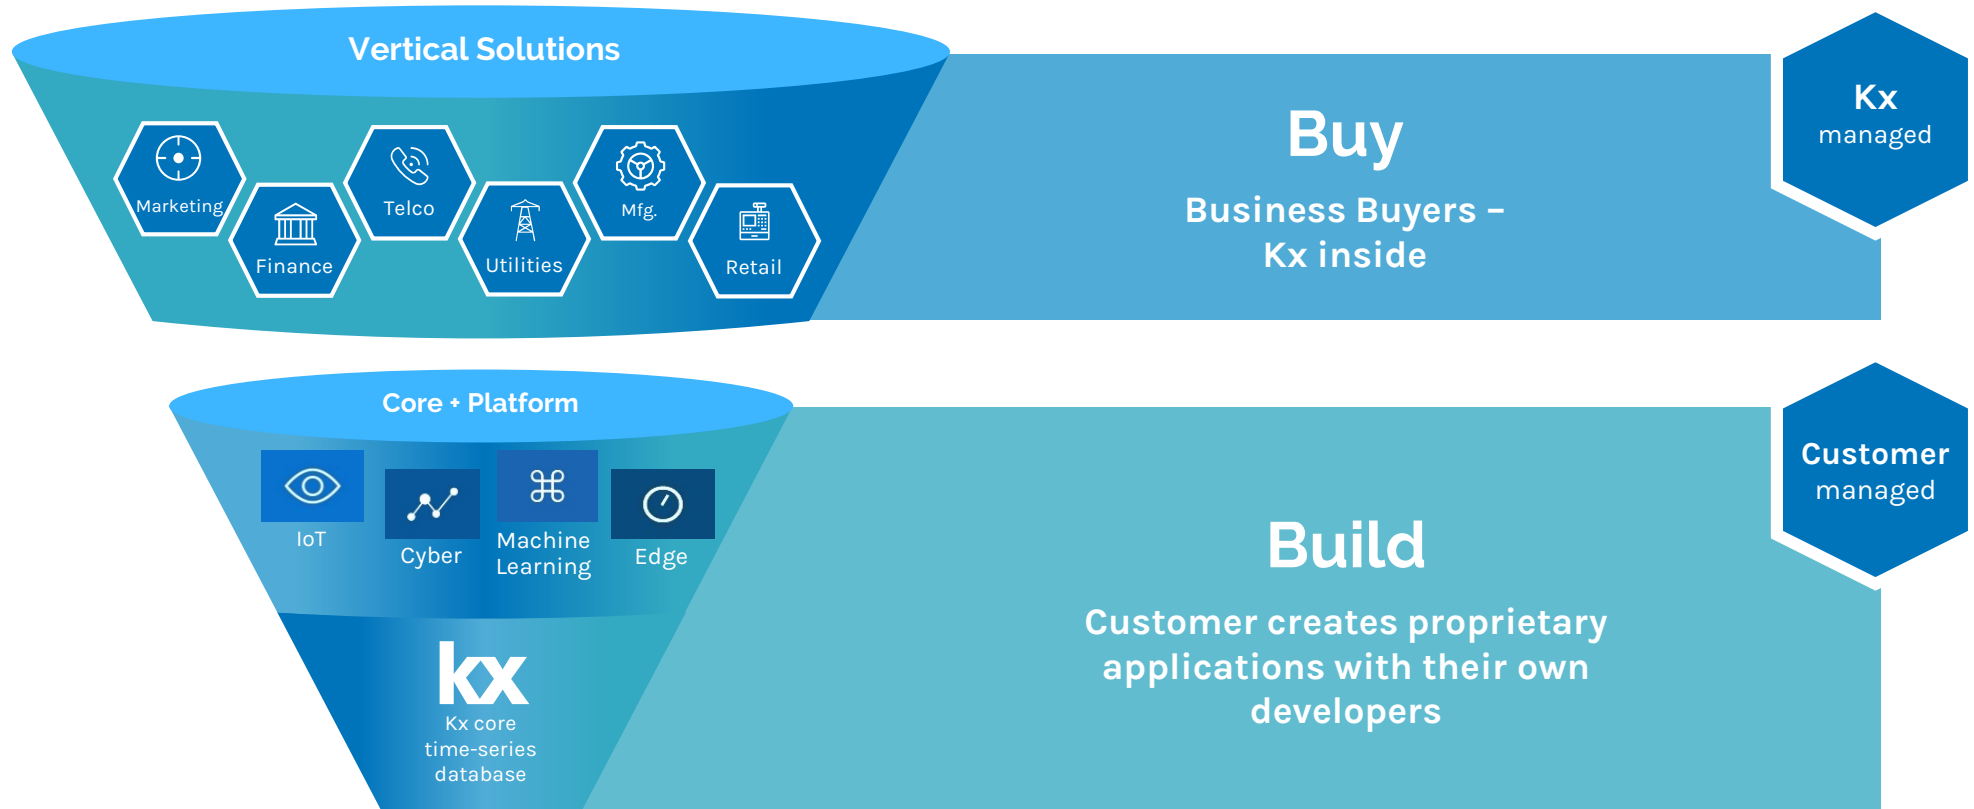 Vertical Solutions
Marketing
Finance
Telco
Utilities
Mfg.
Retail
Buy
Business Buyers –
Kx inside
Kx
managed
Core + Platform
IoT
Cyber
Machine
Learning
Edge
kx
Kx core
time-series
database
Build
Customer creates proprietary
applications with their own
developers
Customer
managed